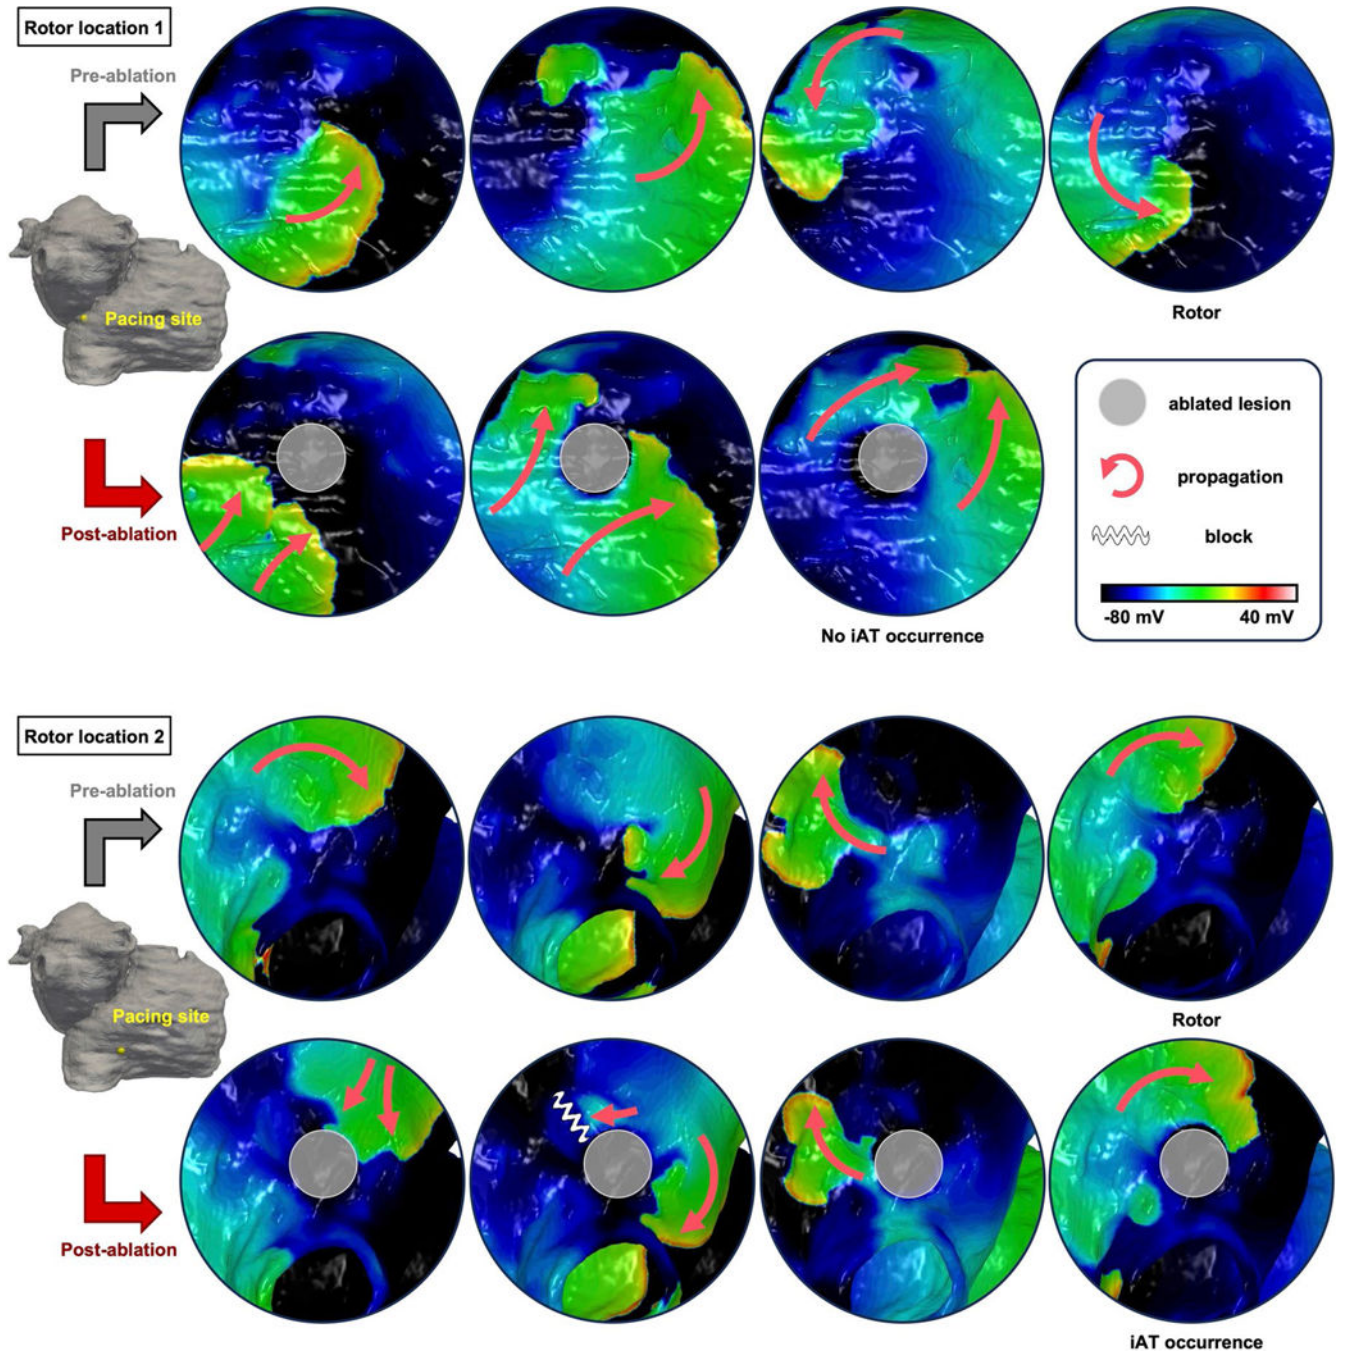 Rotor location 1
Pre-ablation
Pacing site
Rotor
Post-ablation
No iAT occurrence
ablated lesion
propagation
block
-80 mV 40 mV
Rotor location 2
Pre-ablation
Pacing site
Rotor
Post-ablation
iAT occurrence